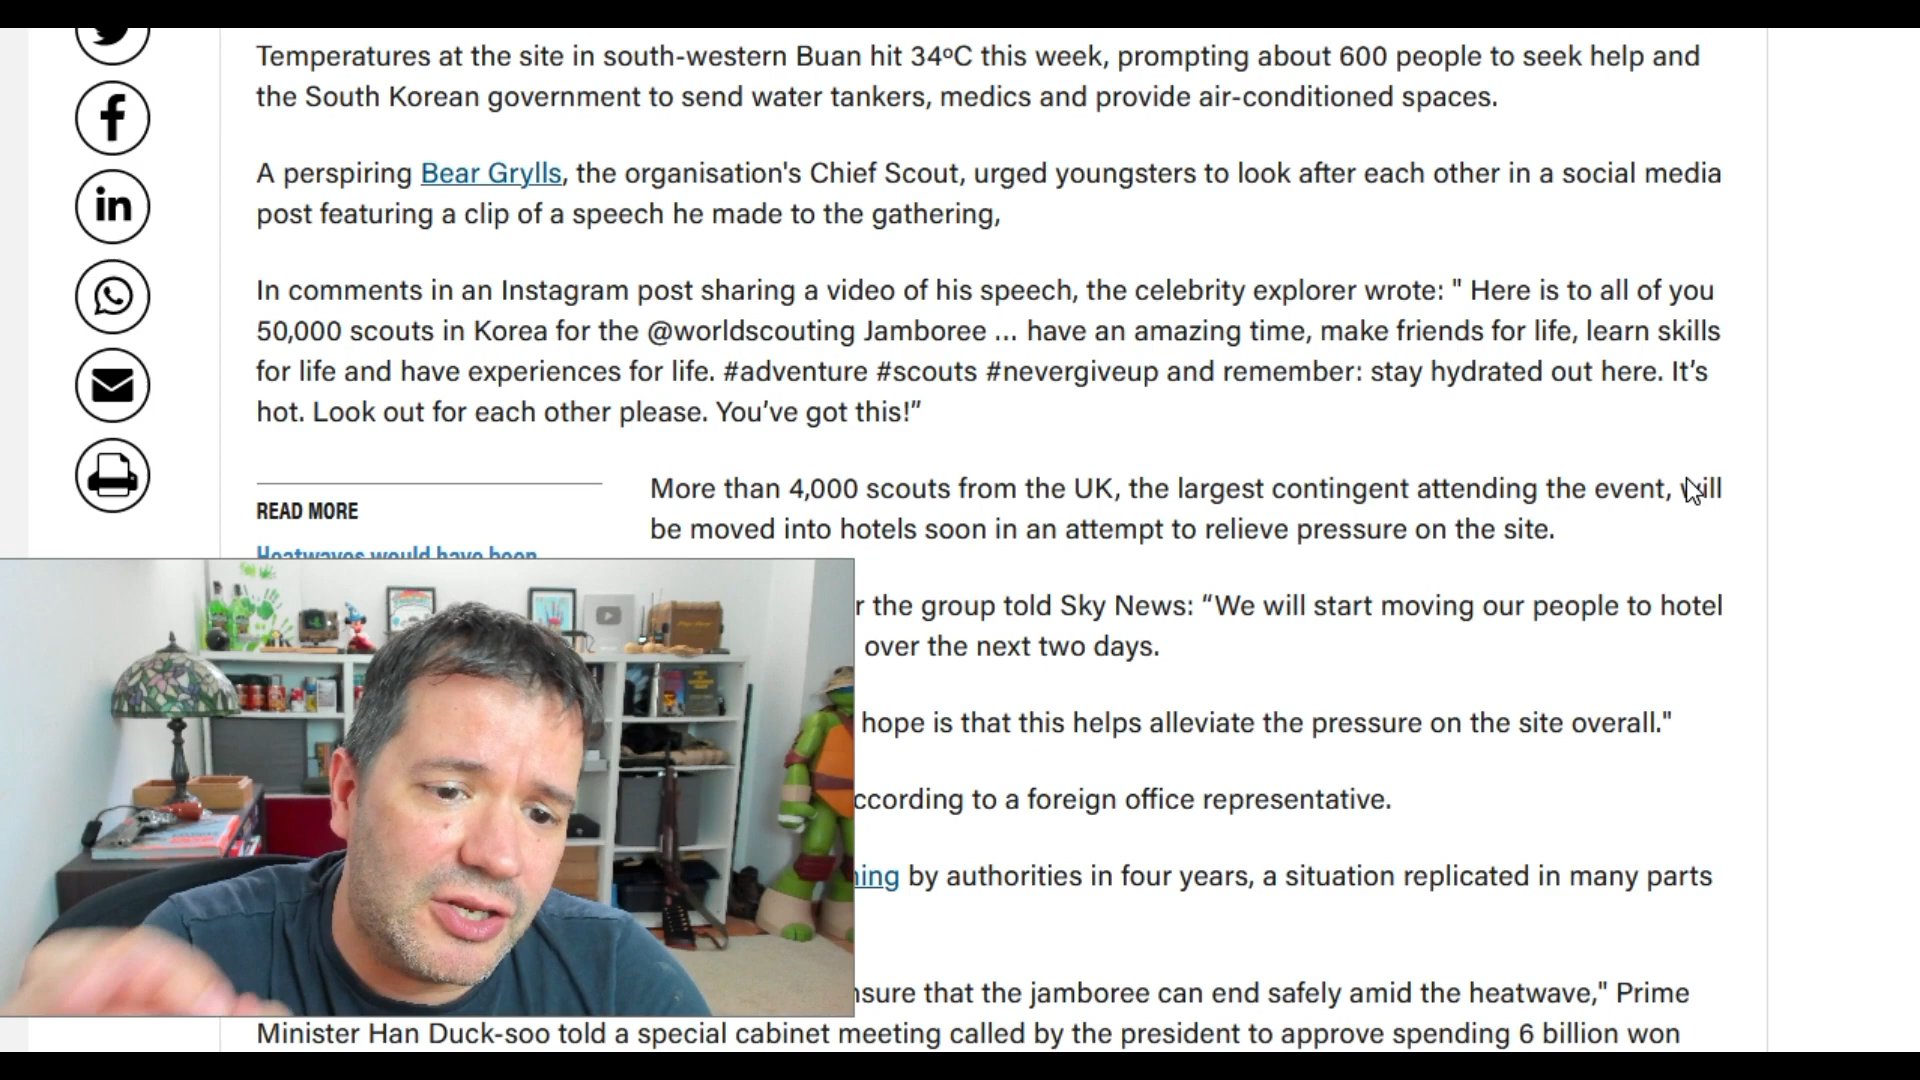 Temperatures at the site in south-western Buan hit 34ºC this week, prompting about 600 people to seek help and
the South Korean government to send water tankers, medics and provide air-conditioned spaces.
A perspiring Bear Grylls, the organisation's Chief Scout, urged youngsters to look after each other in a social media
post featuring a clip of a speech he made to the gathering,
In comments in an Instagram post sharing a video of his speech, the celebrity explorer wrote: " Here is to all of you
50,000 scouts in Korea for the @worldscouting Jamboree ... have an amazing time, make friends for life, learn skills
for life and have experiences for life. #adventure #scouts #nevergiveup and remember: stay hydrated out here. It’s
hot. Look out for each other please. You’ve got this!”
READ MORE
Heatwaves would have been
More than 4,000 scouts from the UK, the largest contingent attending the event, will
be moved into hotels soon in an attempt to relieve pressure on the site.
r the group told Sky News: “We will start moving our people to hotel
over the next two days.
hope is that this helps alleviate the pressure on the site overall."
ccording to a foreign office representative.
ing by authorities in four years, a situation replicated in many parts
nsure that the jamboree can end safely amid the heatwave," Prime
Minister Han Duck-soo told a special cabinet meeting called by the president to approve spending 6 billion won